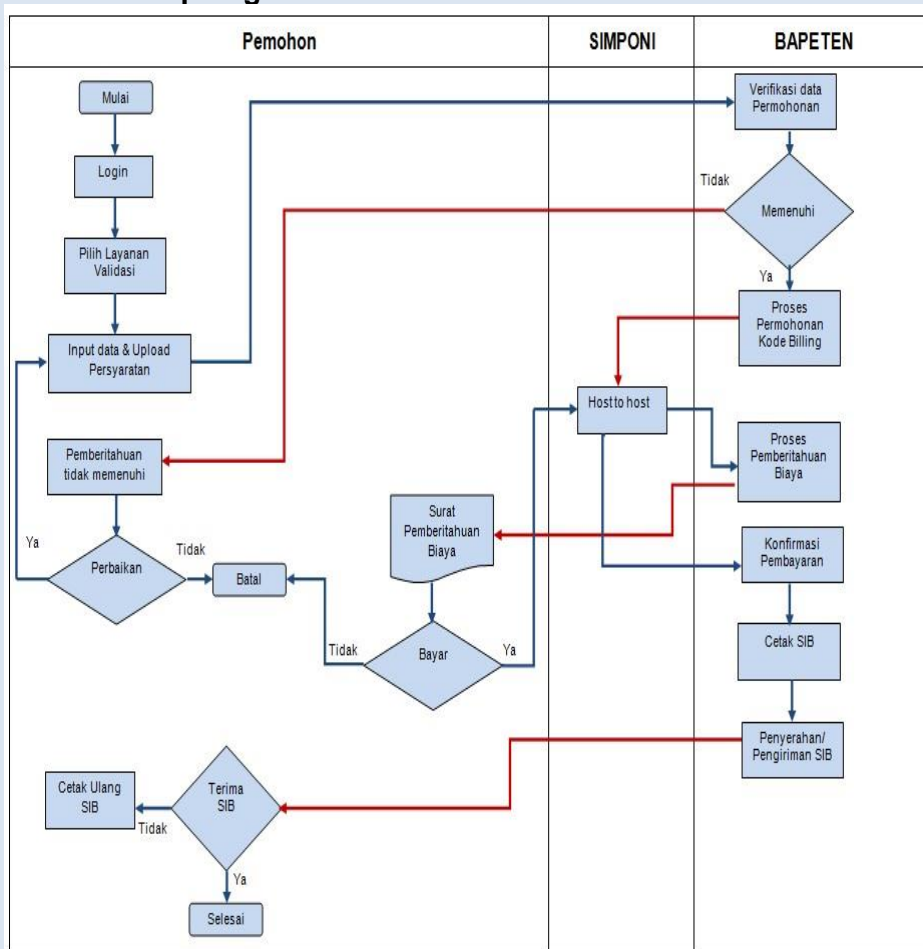 Pemohon
SIMPONI
BAPETEN
Mulai
Login
Pilih Layanan
Validasi
Input data & Upload
Persyaratan
Verifikasi data
Permohonan
Tidak
Memenuhi
Ya
Proses
Permohonan
Kode Billing
Host to host
Pemberitahuan
tidak memenuhi
Ya
Perbaikan
Tidak
Batal
Surat
Pemberitahuan
Biaya
Tidak
Bayar
Ya
Proses
Pemberitahuan
Biaya
Konfirmasi
Pembayaran
Cetak SIB
Penyerahan/
Pengiriman SIB
Terima
SIB
Tidak
Cetak Ulang
SIB
Ya
Selesai